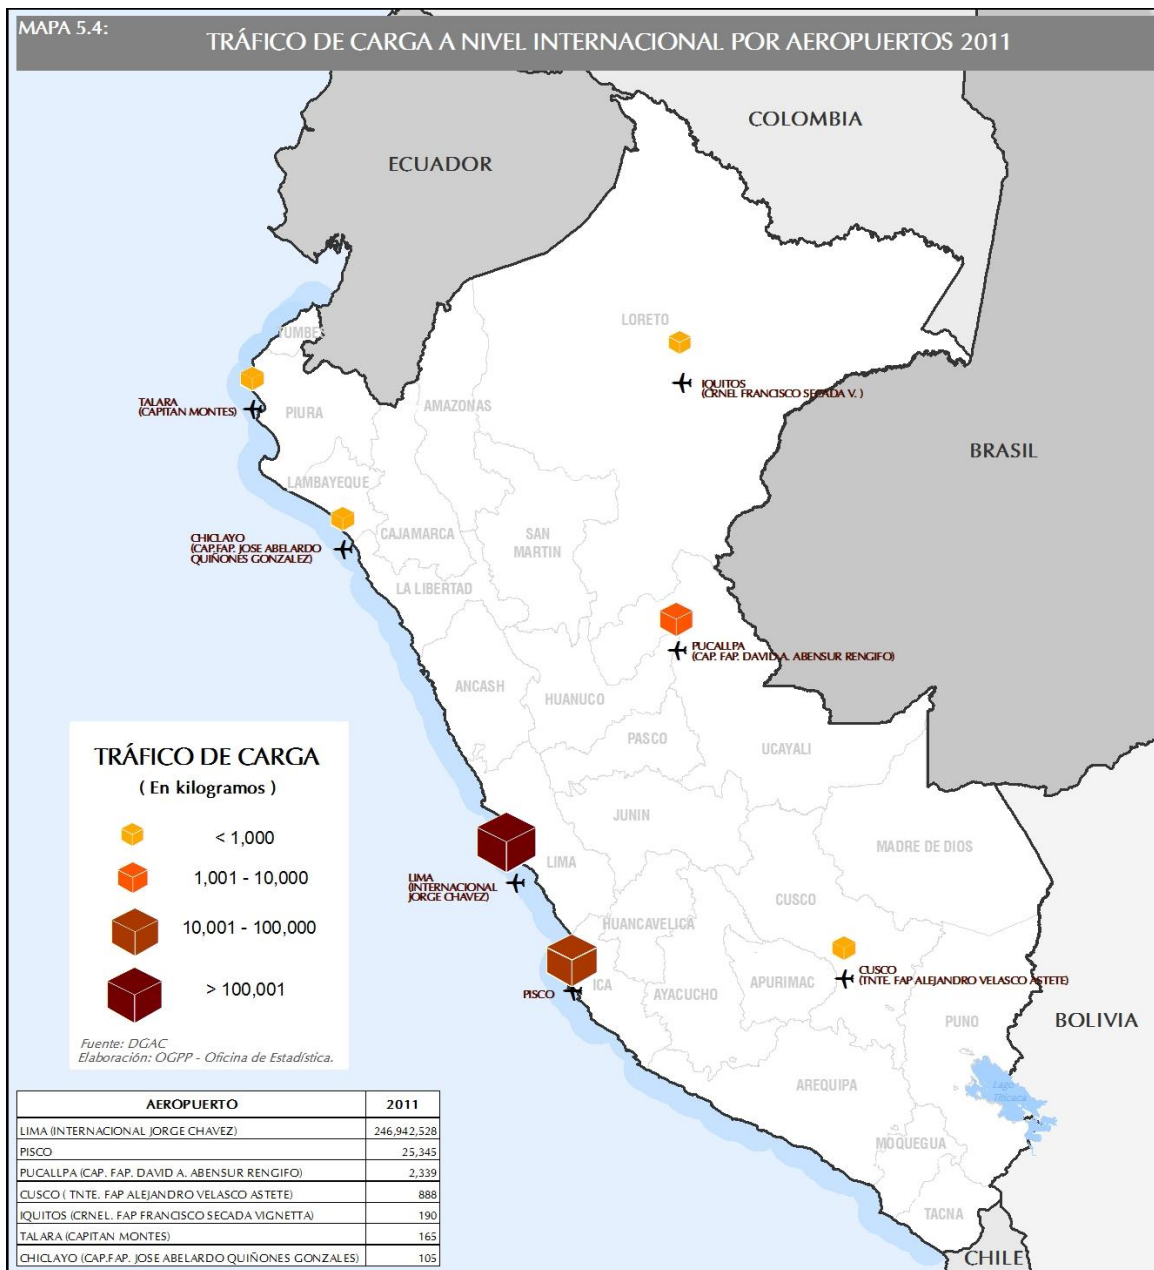 MAPA 5.4:
TRÁFICO DE CARGA A NIVEL INTERNACIONAL POR AEROPUERTOS 2011
COLOMBIA
ECUADOR
LORETO
TUMBES
IQUITOS
(CRNEL FRANCISCO SECADA V. )
TALARA
(CAPITAN MONTES)
PIURA
AMAZONAS
BRASIL
LAMBAYEQUE
CAJAMARCA
SAN
MARTIN
CHICLAYO
(CAP.FAP. JOSE ABELARDO
QUIÑONES GONZALEZ)
LA LIBERTAD
PUCALLPA
(CAP. FAP. DAVID A. ABENSUR RENGIFO)
ANCASH
HUANUCO
PASCO
UCAYALI
TRÁFICO DE CARGA
( En kilogramos )
< 1,000
1,001 - 10,000
10,001 - 100,000
> 100,001
Fuente: DGAC
Elaboración: OGPP - Oficina de Estadística.
JUNIN
LIMA
MADRE DE DIOS
LIMA
(INTERNACIONAL
JORGE CHAVEZ)
CUSCO
HUANCAVELICA
CUSCO
(TNTE. FAP ALEJANDRO VELASCO ASTETE)
PISCO
ICA
AYACUCHO
APURIMAC
PUNO
BOLIVIA
AREQUIPA
Lago
Titicaca
MOQUEGUA
TACNA
CHILE
AEROPUERTO 2011
LIMA (INTERNACIONAL JORGE CHAVEZ) 246,942,528
PISCO 25,345
PUCALLPA (CAP. FAP. DAVID A. ABENSUR RENGIFO) 2,339
CUSCO ( TNTE. FAP ALEJANDRO VELASCO ASTETE) 888
IQUITOS (CRNEL. FAP FRANCISCO SECADA VIGNETTA) 190
TALARA (CAPITAN MONTES) 165
CHICLAYO (CAP.FAP. JOSE ABELARDO QUIÑONES GONZALES) 105